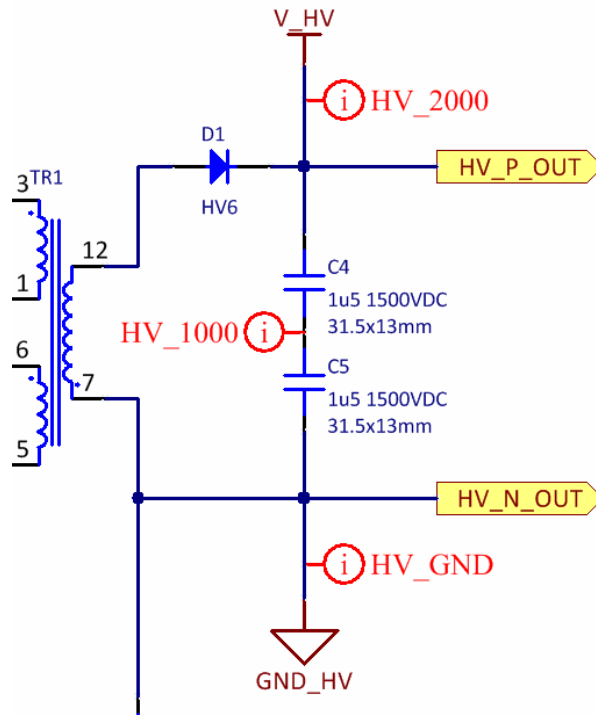 V_HV
HV_2000
D1
HV_P_OUT
HV6
3
TR1
12
1
C4
1u5 1500VDC
31.5x13mm
HV_1000
i
i
6
C5
7
1u5 1500VDC
31.5x13mm
5
HV_N_OUT
i
HV_GND
GND_HV